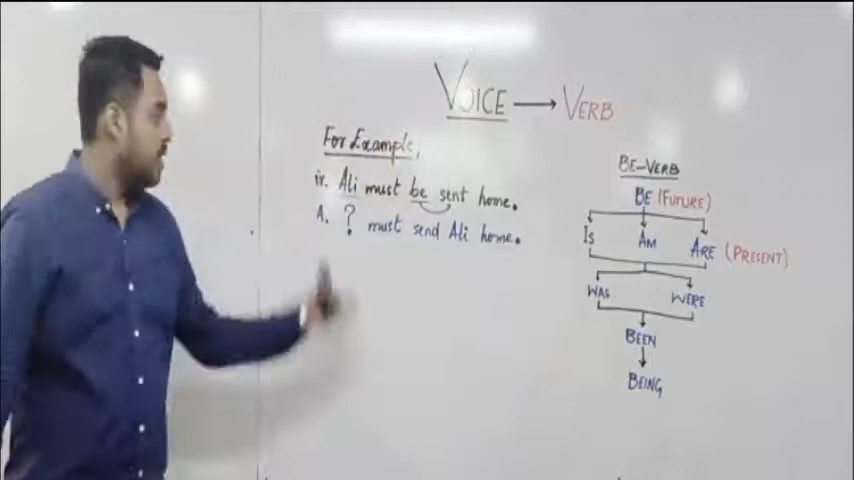 VOICE → VERB
For Example,
iv. Ali must be sent home.
A. ? must send Ali home.
BE-VERB
BE (FUTURE)
IS AM ARE (PRESENT)
WAS WERE
BEEN
BEING